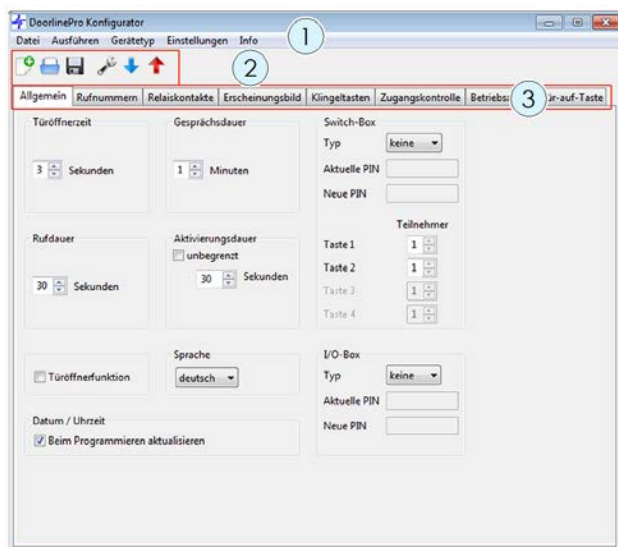 DoorlinePro Konfigurator
Datei Ausführen Gerätetyp Einstellungen Info
1
2
Allgemein Rufnummern Relaiskontakte Erscheinungsbild Klingeltasten Zugangskontrolle 3 -auf-Taste
Türöffnerzeit
3 Sekunden
Gesprächsdauer
1 Minuten
Switch-Box
Typ keine
Aktuelle PIN
Neue PIN
Teilnehmer
Taste 1 1
Taste 2 1
Taste 3 1
Taste 4 1
Rufdauer
30 Sekunden
Aktivierungsdauer
unbegrenzt
30 Sekunden
Türöffnerfunktion
Sprache
deutsch
I/O-Box
Typ keine
Aktuelle PIN
Neue PIN
Datum / Uhrzeit
Beim Programmieren aktualisieren